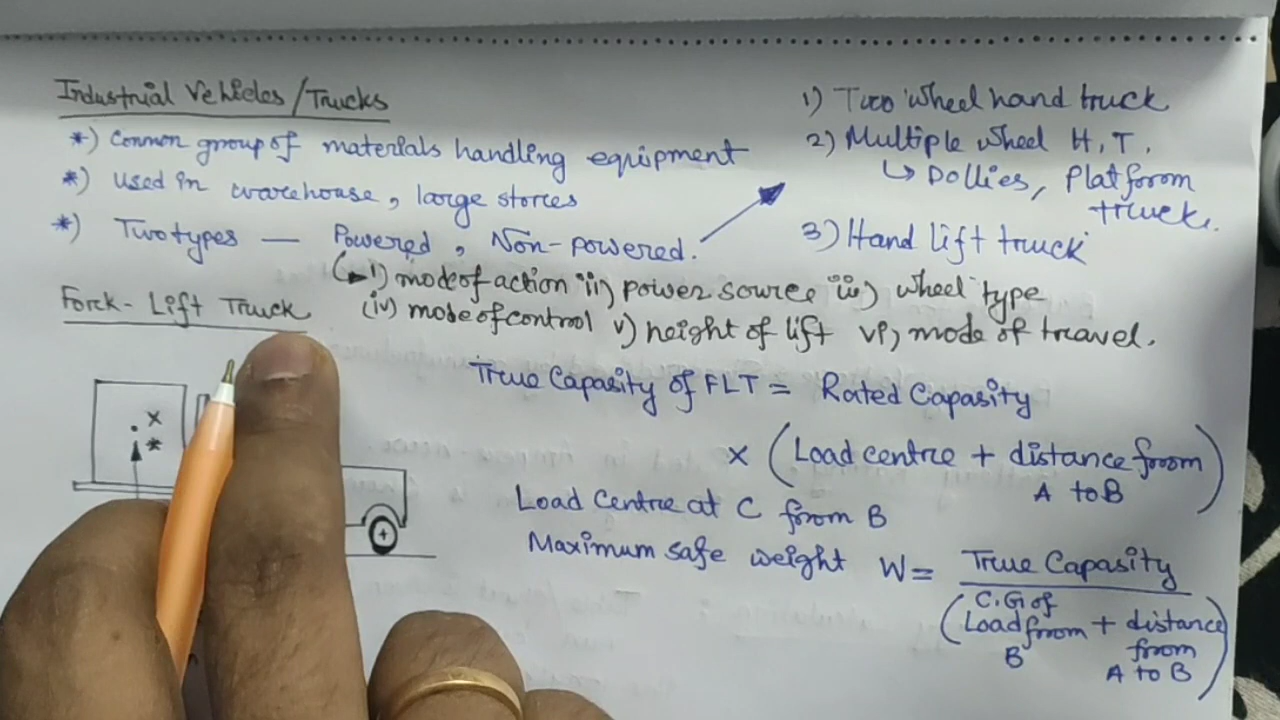 Industrial Vehicles/Trucks
*) Common group of materials handling equipment
*) used in warehouse, large stores
*) Two types — Powered, Non-powered.
1) Two wheel hand truck
2) Multiple wheel H.T.
↳ Dollies, Platform
truck.
3) Hand lift truck
(i) mode of action ii) power source iii) wheel type
(iv) mode of control v) height of lift vi) mode of travel.
Fork-Lift Truck
True Capasity of FLT = Rated Capasity
x (Load centre + distance from
A to B)
Load Centre at C from B
Maximum safe weight W = True Capasity
(C.G of
Load from + distance
B from
A to B)
x
*